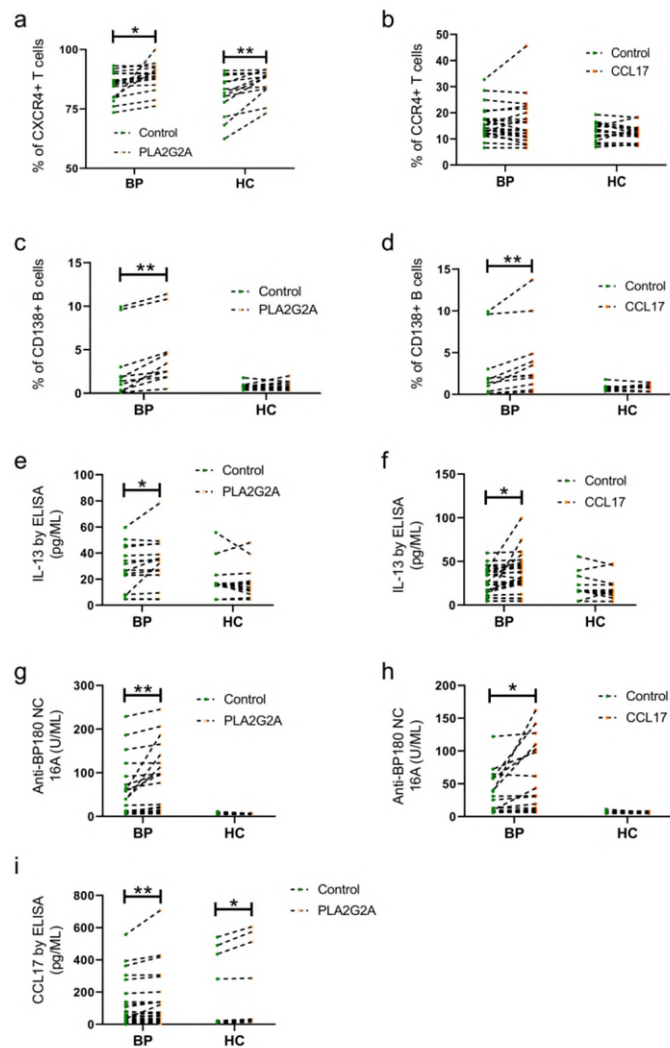 a
*
**
100
75
50
% of CXCR4+ T cells
Control
PLA2G2A
BP
HC
b
50
40
30
20
10
0
% of CCR4+ T cells
Control
CCL17
BP
HC
c
**
15
10
5
0
% of CD138+ B cells
Control
PLA2G2A
BP
HC
d
**
15
10
5
0
% of CD138+ B cells
Control
CCL17
BP
HC
e
*
100
80
60
40
20
0
IL-13 by ELISA
(pg/ML)
Control
PLA2G2A
BP
HC
f
*
150
100
50
0
IL-13 by ELISA
(pg/ML)
Control
CCL17
BP
HC
g
**
300
200
100
0
Anti-BP180 NC
16A (U/ML)
Control
PLA2G2A
BP
HC
h
*
200
150
100
50
0
Anti-BP180 NC
16A (U/ML)
Control
CCL17
BP
HC
i
**
*
800
600
400
200
0
CCL17 by ELISA
(pg/ML)
Control
PLA2G2A
BP
HC